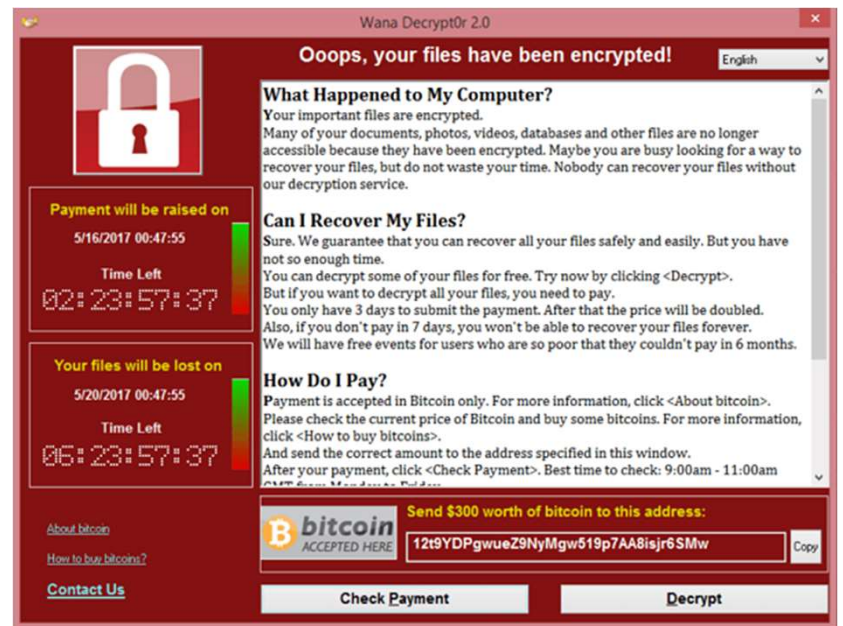 Wana Decrypt0r 2.0
Ooops, your files have been encrypted!
English
What Happened to My Computer?
Your important files are encrypted.
Many of your documents, photos, videos, databases and other files are no longer
accessible because they have been encrypted. Maybe you are busy looking for a way to
recover your files, but do not waste your time. Nobody can recover your files without
our decryption service.
Can I Recover My Files?
Sure. We guarantee that you can recover all your files safely and easily. But you have
not so enough time.
You can decrypt some of your files for free. Try now by clicking <Decrypt>.
But if you want to decrypt all your files, you need to pay.
You only have 3 days to submit the payment. After that the price will be doubled.
Also, if you don't pay in 7 days, you won't be able to recover your files forever.
We will have free events for users who are so poor that they couldn't pay in 6 months.
How Do I Pay?
Payment is accepted in Bitcoin only. For more information, click <About bitcoin>.
Please check the current price of Bitcoin and buy some bitcoins. For more information,
click <How to buy bitcoins>.
And send the correct amount to the address specified in this window.
After your payment, click <Check Payment>. Best time to check: 9:00am - 11:00am
GMT from Monday to Friday.
Payment will be raised on
5/16/2017 00:47:55
Time Left
02:23:57:37
Your files will be lost on
5/20/2017 00:47:55
Time Left
06:23:57:37
About bitcoin
How to buy bitcoins?
Contact Us
bitcoin
ACCEPTED HERE
Send $300 worth of bitcoin to this address:
12t9YDPgwueZ9NyMgw519p7AA8isjr6SMw
Copy
Check Payment
Decrypt